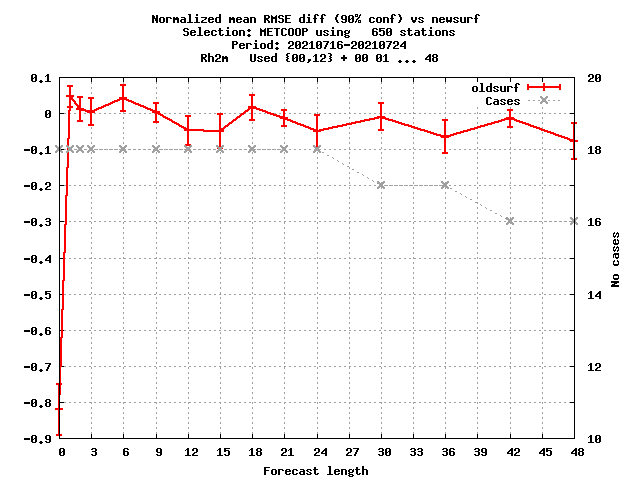 Normalized mean RMSE diff (90% conf) vs newsurf
Selection: METCOOP using   650 stations
Period: 20210716-20210724
Rh2m   Used {00,12} + 00 01 ... 48
oldsurf
Cases
0,1
0
-0,1
-0,2
-0,3
-0,4
-0,5
-0,6
-0,7
-0,8
-0,9
20
18
16
14
12
10
No cases
0 3 6 9 12 15 18 21 24 27 30 33 36 39 42 45 48
Forecast length